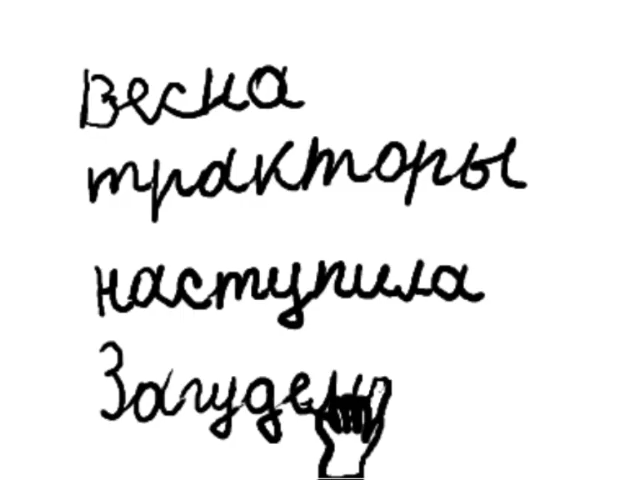 Весна
тракторы
наступила